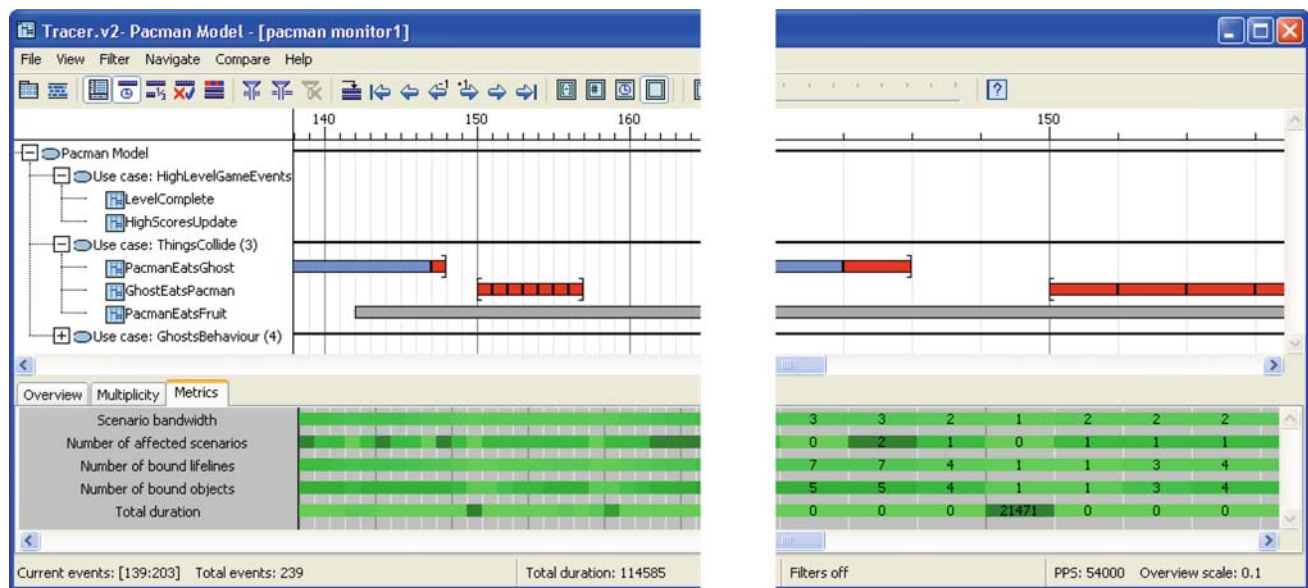 Tracer.v2- Pacman Model - [pacman monitor1]
File View Filter Navigate Compare Help
140 150 160 150
Pacman Model
Use case: HighLevelGameEvents
LevelComplete
HighScoresUpdate
Use case: ThingsCollide (3)
PacmanEatsGhost
GhostEatsPacman
PacmanEatsFruit
Use case: GhostsBehaviour (4)
Overview Multiplicity Metrics
Scenario bandwidth 3 3 2 1 2 2 2
Number of affected scenarios 0 2 1 0 1 1 1
Number of bound lifelines 7 7 4 1 1 3 4
Number of bound objects 5 5 4 1 1 3 4
Total duration 0 0 0 21471 0 0 0
Current events: [139:203] Total events: 239 Total duration: 114585 Filters off PPS: 54000 Overview scale: 0.1